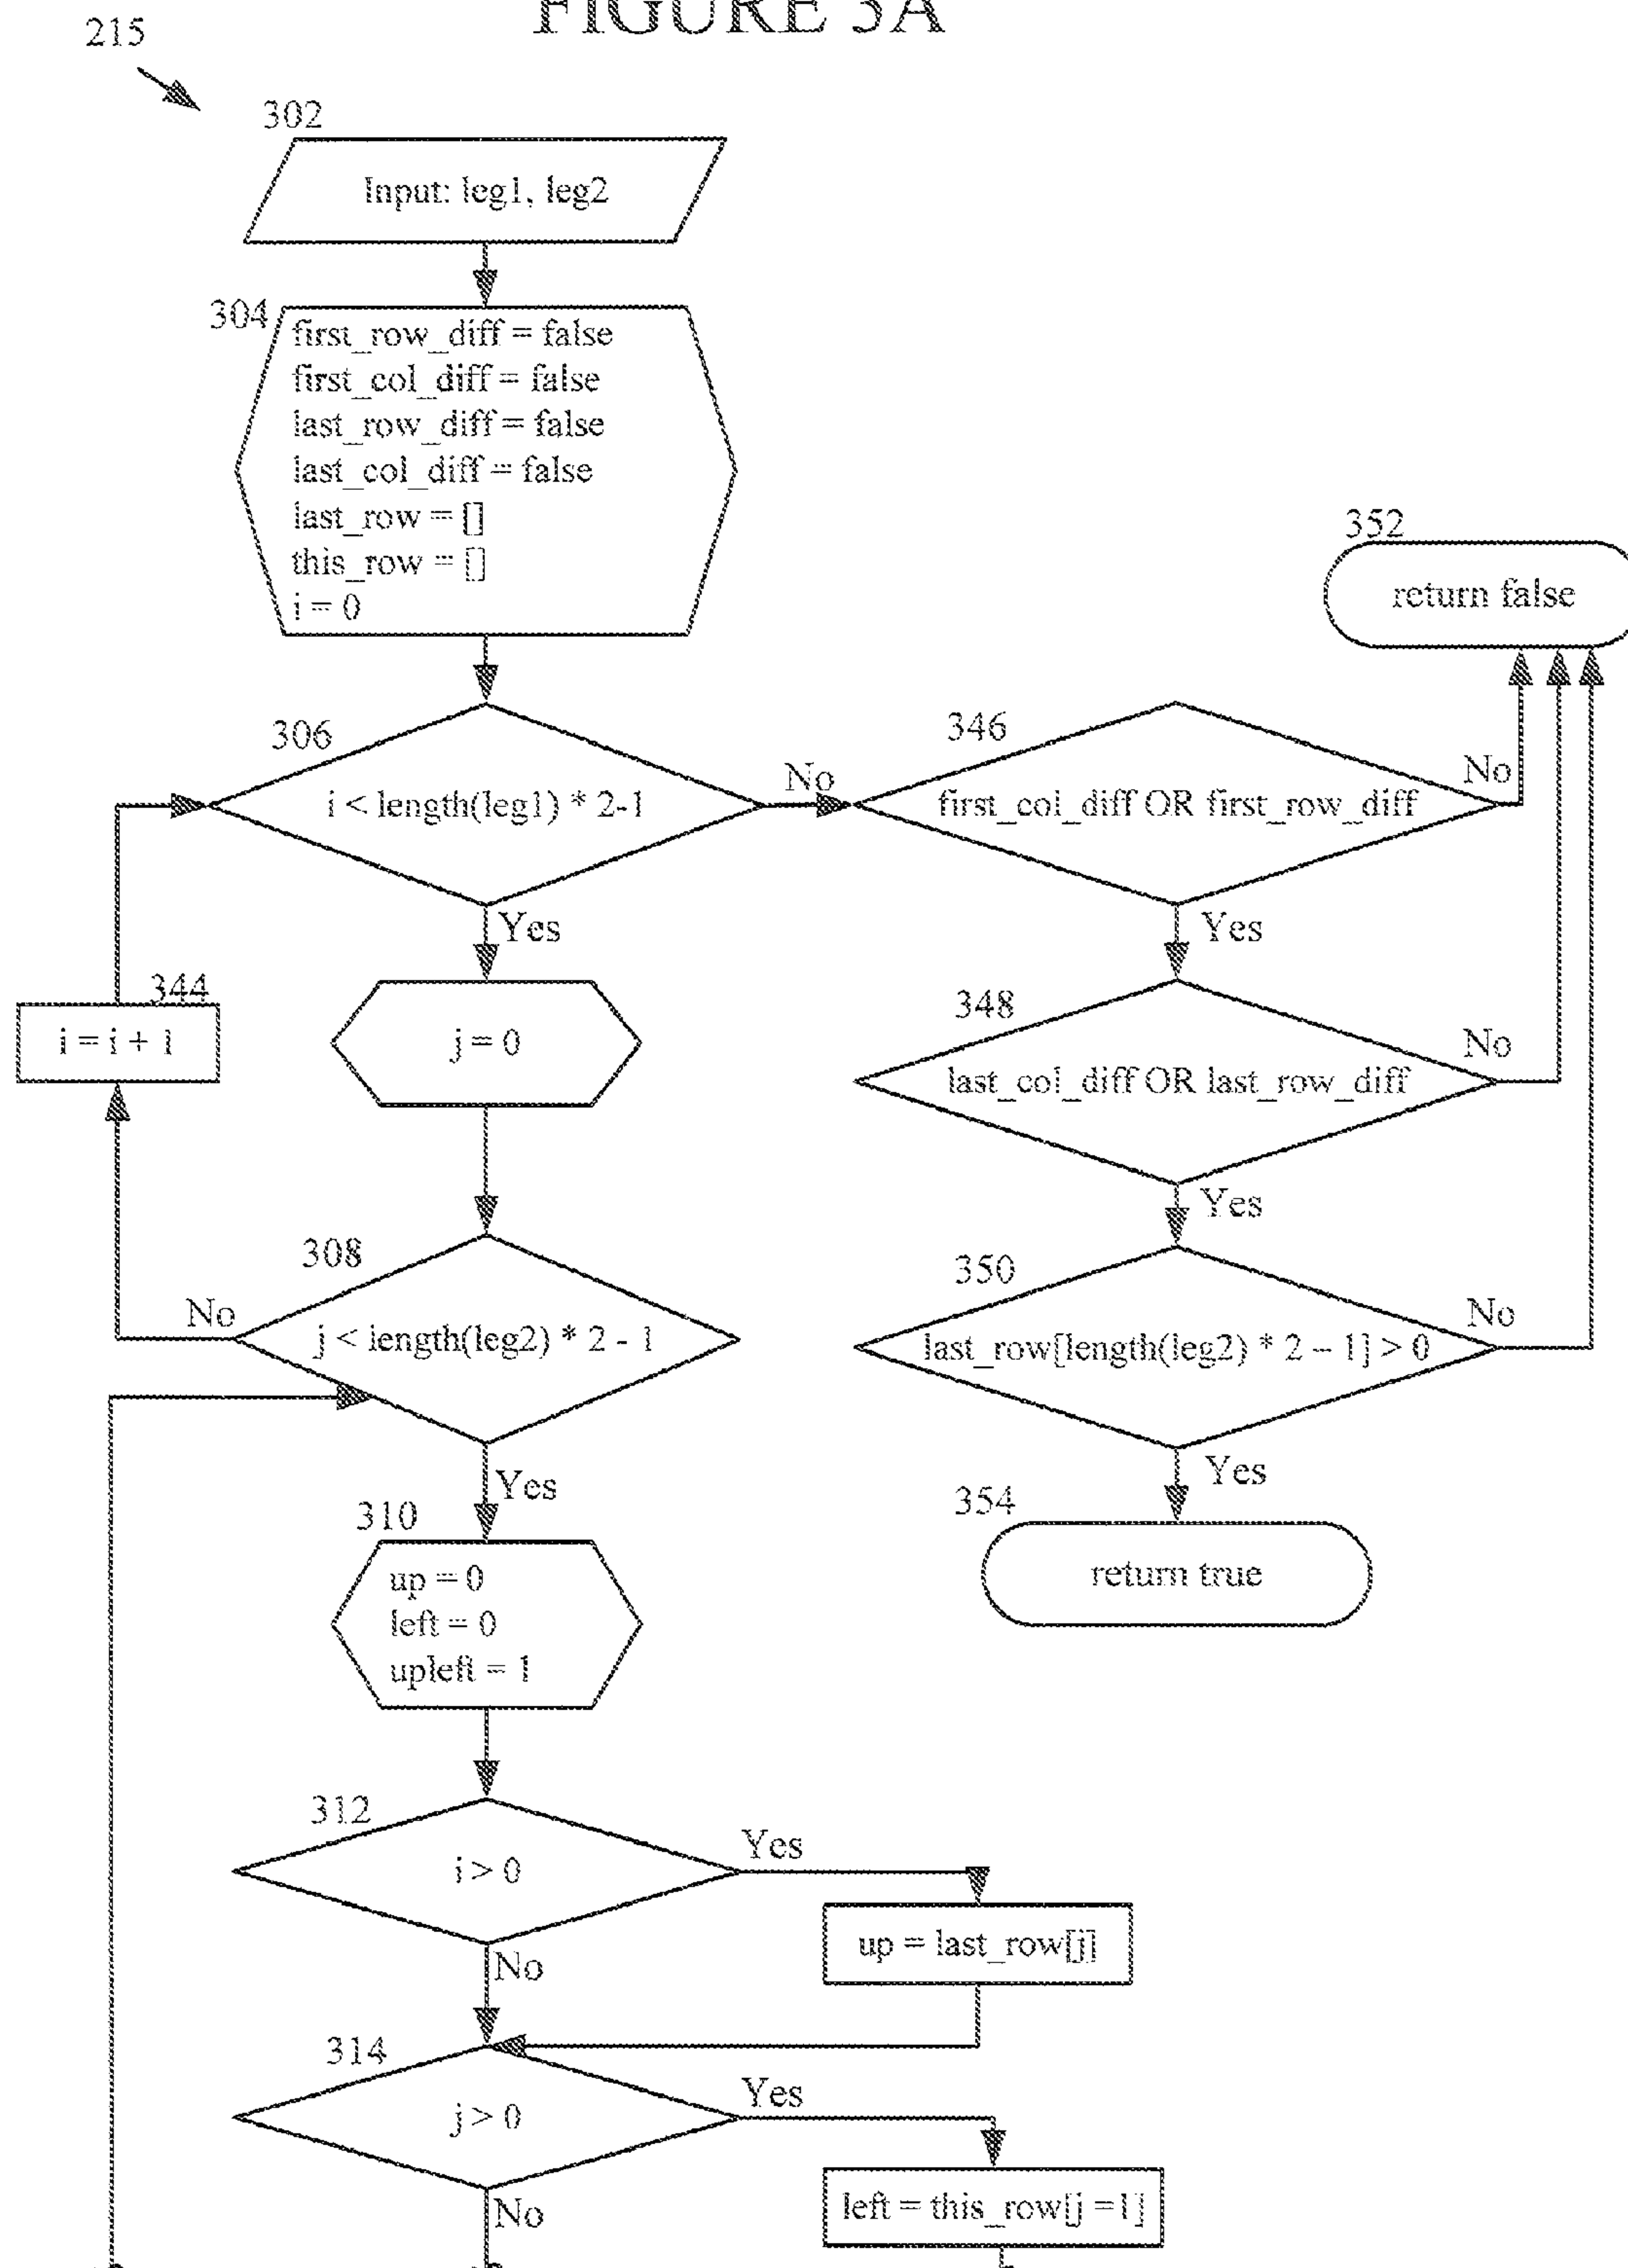 FIGURE 3A
215
302
Input: leg1, leg2
304
first_row_diff = false
first_col_diff = false
last_row_diff = false
last_col_diff = false
last_row = []
this_row = []
i = 0
352
return false
306
i < length(leg1) * 2-1
No
346
first_col_diff OR first_row_diff
No
Yes
Yes
344
i = i + 1
j = 0
348
last_col_diff OR last_row_diff
No
Yes
308
j < length(leg2) * 2 - 1
No
350
last_row[length(leg2) * 2 – 1] > 0
No
Yes
Yes
354
return true
310
up = 0
left = 0
upleft = 1
312
i > 0
Yes
up = last_row[j]
No
314
j > 0
Yes
left = this_row[j =1]
No